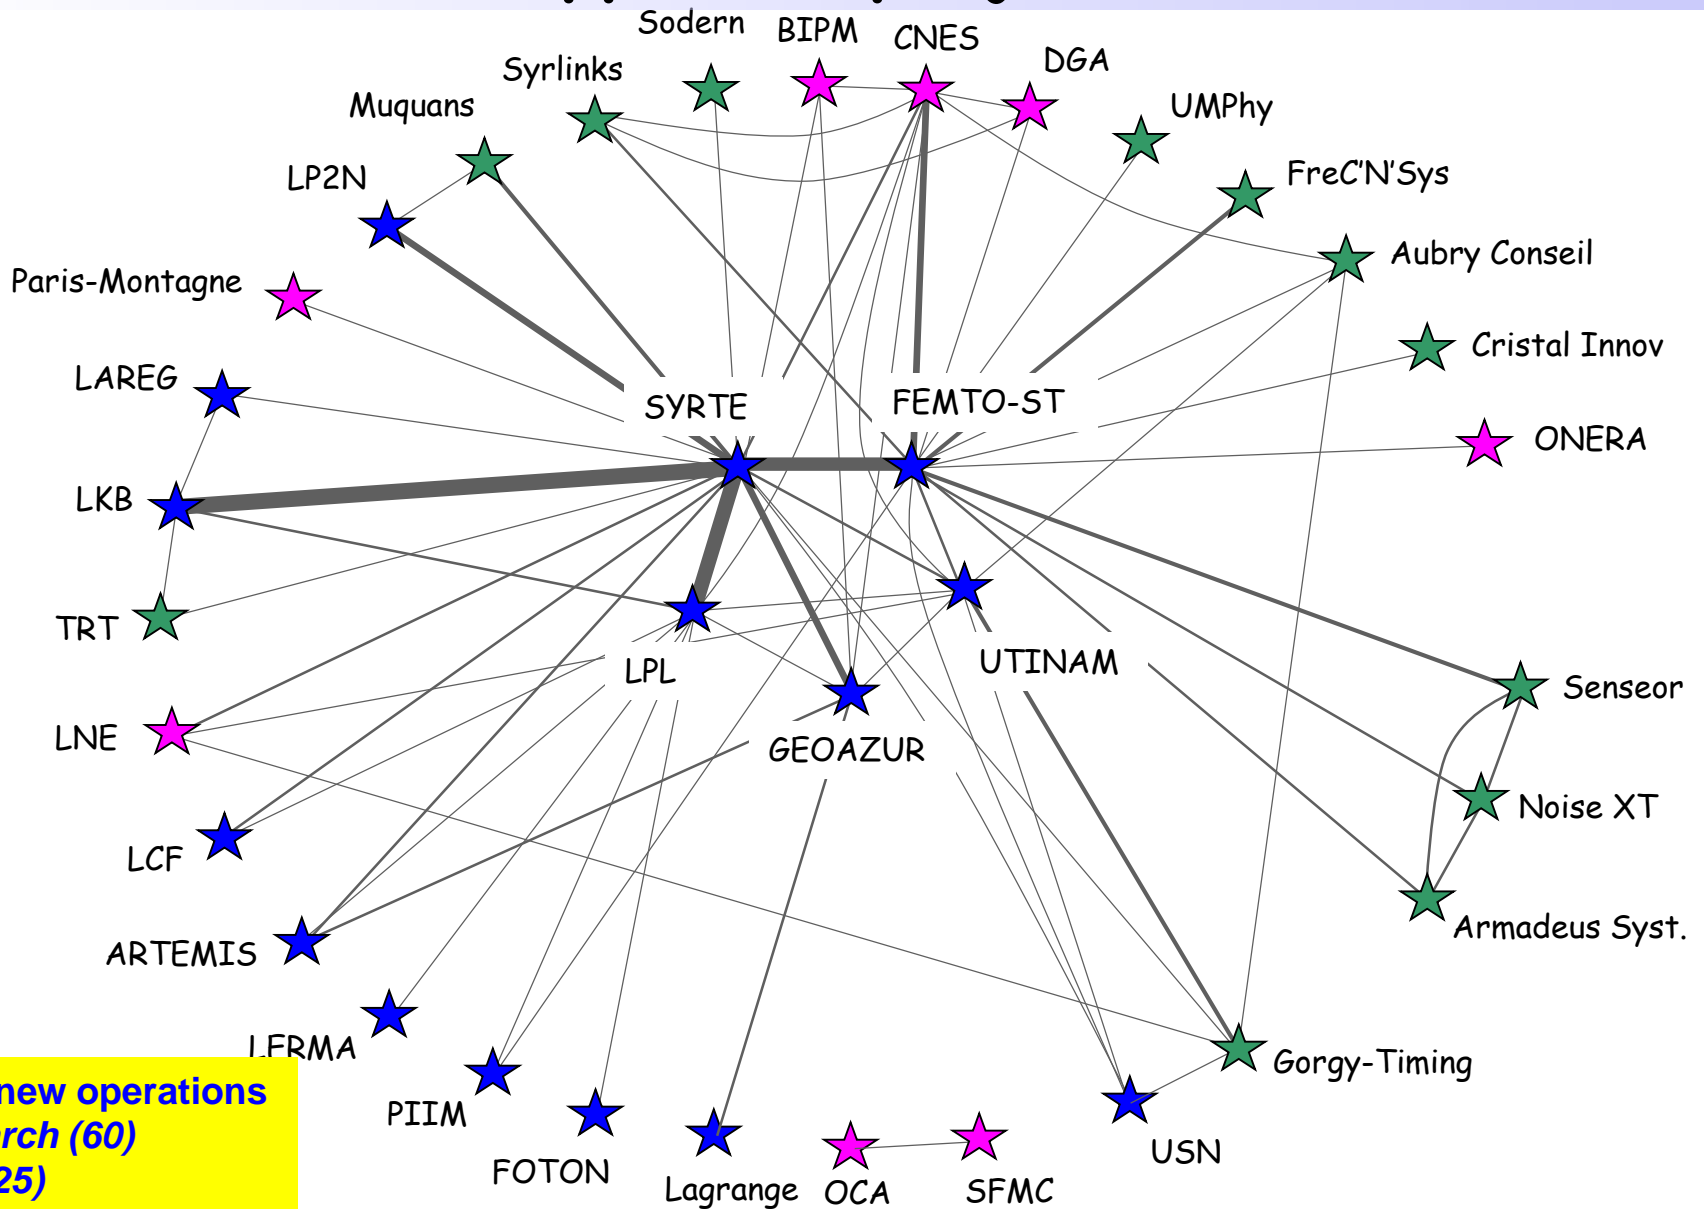 Sodern
BIPM
CNES
DGA
Syrlinks
UMPhy
Muquans
FreC'N'Sys
LP2N
Aubry Conseil
Paris-Montagne
Cristal Innov
LAREG
SYRTE
FEMTO-ST
ONERA
LKB
TRT
LPL
UTINAM
Senseor
LNE
GEOAZUR
Noise XT
LCF
Armadeus Syst.
ARTEMIS
LERMA
Gorgy-Timing
new operations
PIIM
rch (60)
USN
FOTON
25)
Lagrange
OCA
SFMC